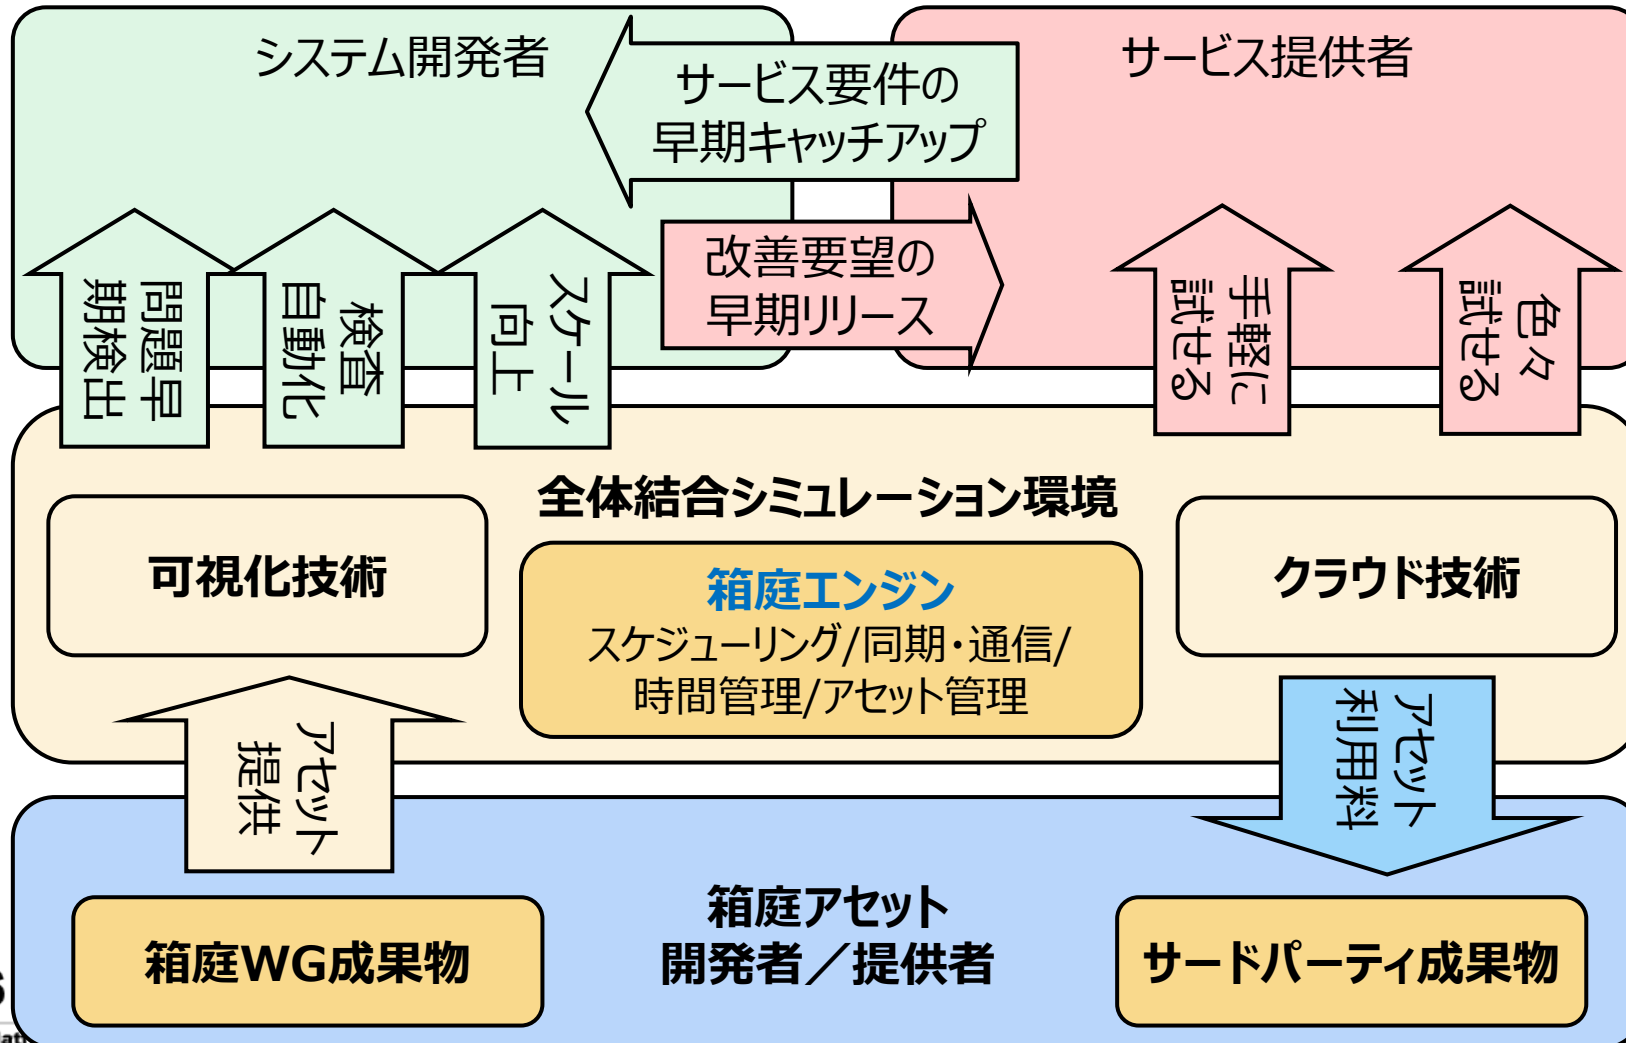 システム開発者
サービス提供者
サービス要件の
早期キャッチアップ
改善要望の
早期リリース
問題早
期検出
検査
自動化
スケール
向上
手軽に
試せる
色々
試せる
全体結合シミュレーション環境
可視化技術
箱庭エンジン
スケジューリング/同期・通信/
時間管理/アセット管理
クラウド技術
アセット
提供
アセット
利用料
箱庭WG成果物
箱庭アセット
開発者／提供者
サードパーティ成果物